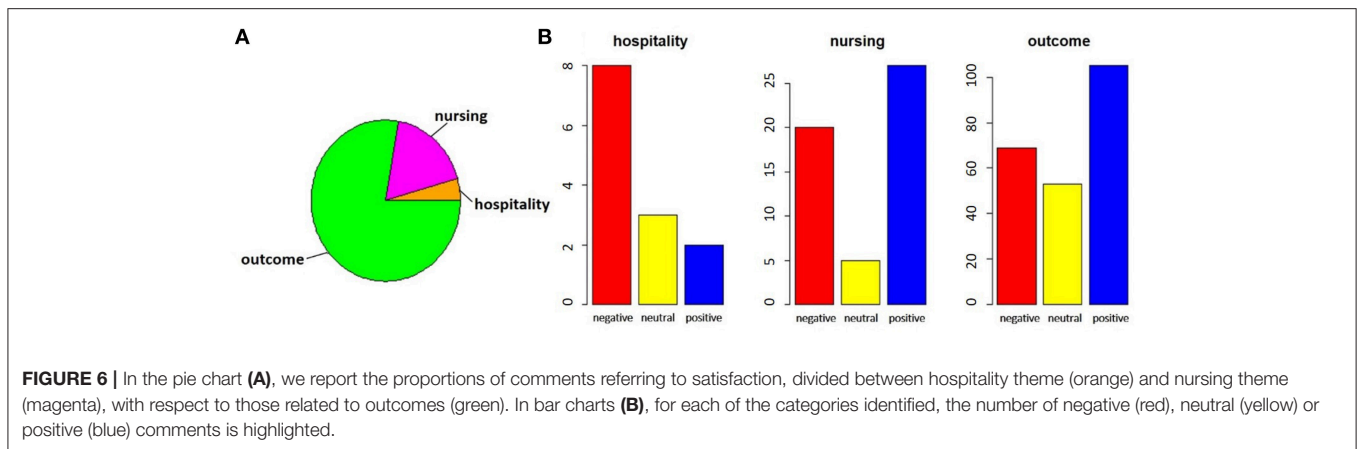 A
nursing
hospitality
outcome
B
hospitality
0 2 4 6 8
negative neutral positive
nursing
0 5 10 15 20 25
negative neutral positive
outcome
0 20 40 60 80 100
negative neutral positive
FIGURE 6 | In the pie chart (A), we report the proportions of comments referring to satisfaction, divided between hospitality theme (orange) and nursing theme
(magenta), with respect to those related to outcomes (green). In bar charts (B), for each of the categories identified, the number of negative (red), neutral (yellow) or
positive (blue) comments is highlighted.